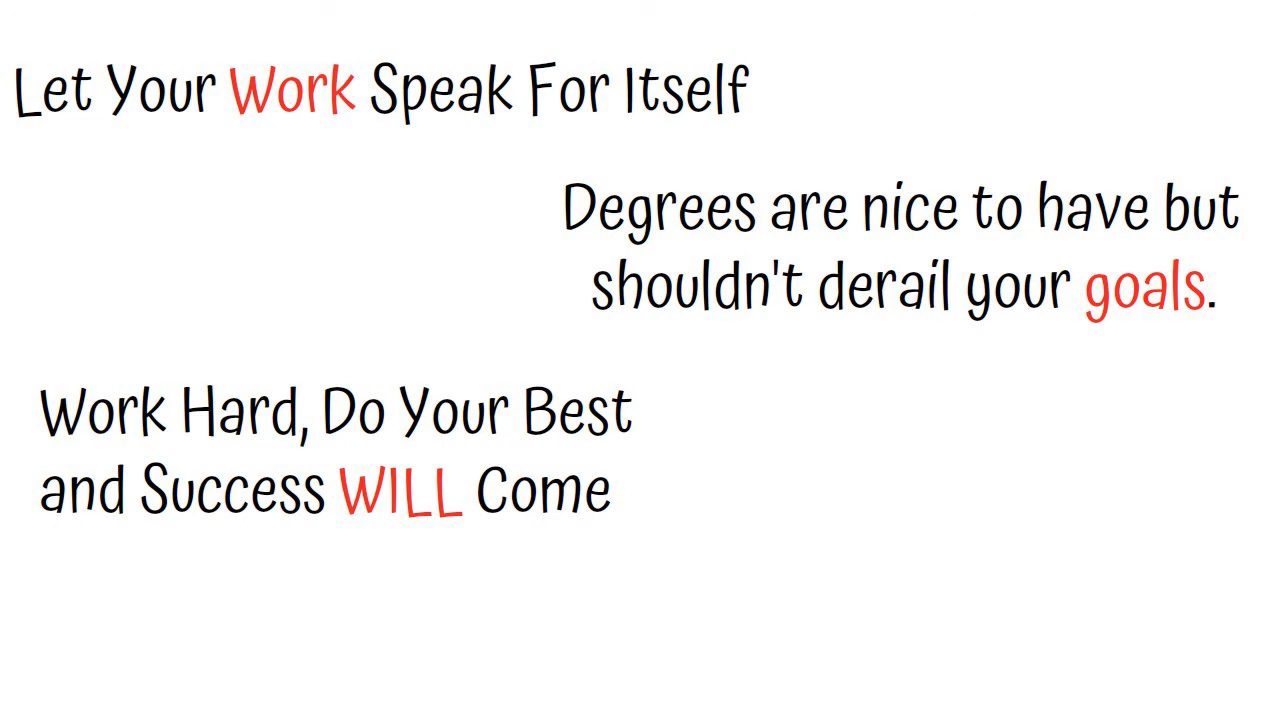 Let Your Work Speak For Itself
Degrees are nice to have but
shouldn't derail your goals.
Work Hard, Do Your Best
and Success WILL Come